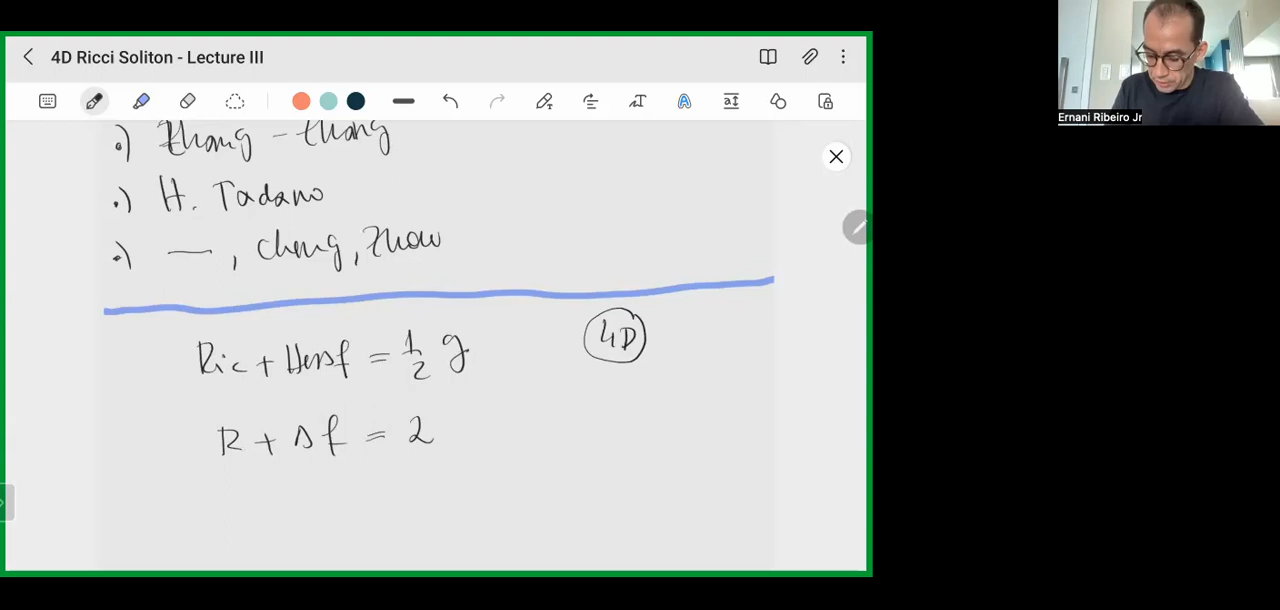 4D Ricci Soliton - Lecture III
Ernani Ribeiro Jr
•) Zhang - Zhang
•) H. Tadano
•) —, Cheng, Zhou
4D
Ric + Hess f = 1/2 g
R + Δf = 2